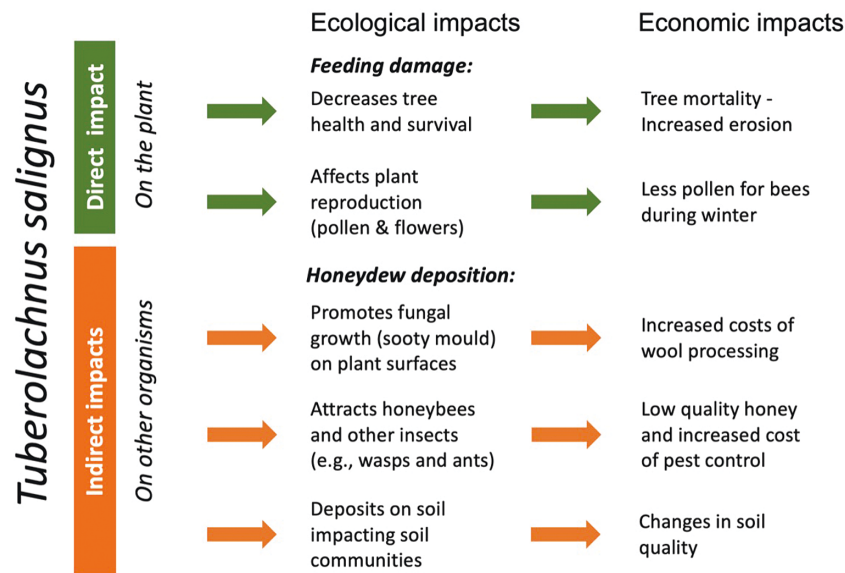 Ecological impacts
Economic impacts
Tuberolachnus salignus
Direct impact
On the plant
Feeding damage:
Decreases tree
health and survival
Tree mortality -
Increased erosion
Affects plant
reproduction
(pollen & flowers)
Less pollen for bees
during winter
Indirect impacts
On other organisms
Honeydew deposition:
Promotes fungal
growth (sooty mould)
on plant surfaces
Increased costs of
wool processing
Attracts honeybees
and other insects
(e.g., wasps and ants)
Low quality honey
and increased cost
of pest control
Deposits on soil
impacting soil
communities
Changes in soil
quality